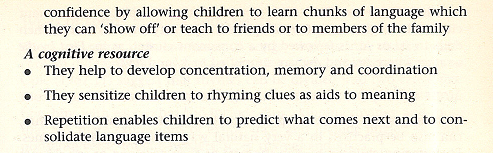 confidence by allowing children to learn chunks of language which
they can ‘show off’ or teach to friends or to members of the family
A cognitive resource
• They help to develop concentration, memory and coordination
• They sensitize children to rhyming clues as aids to meaning
• Repetition enables children to predict what comes next and to con-
solidate language items